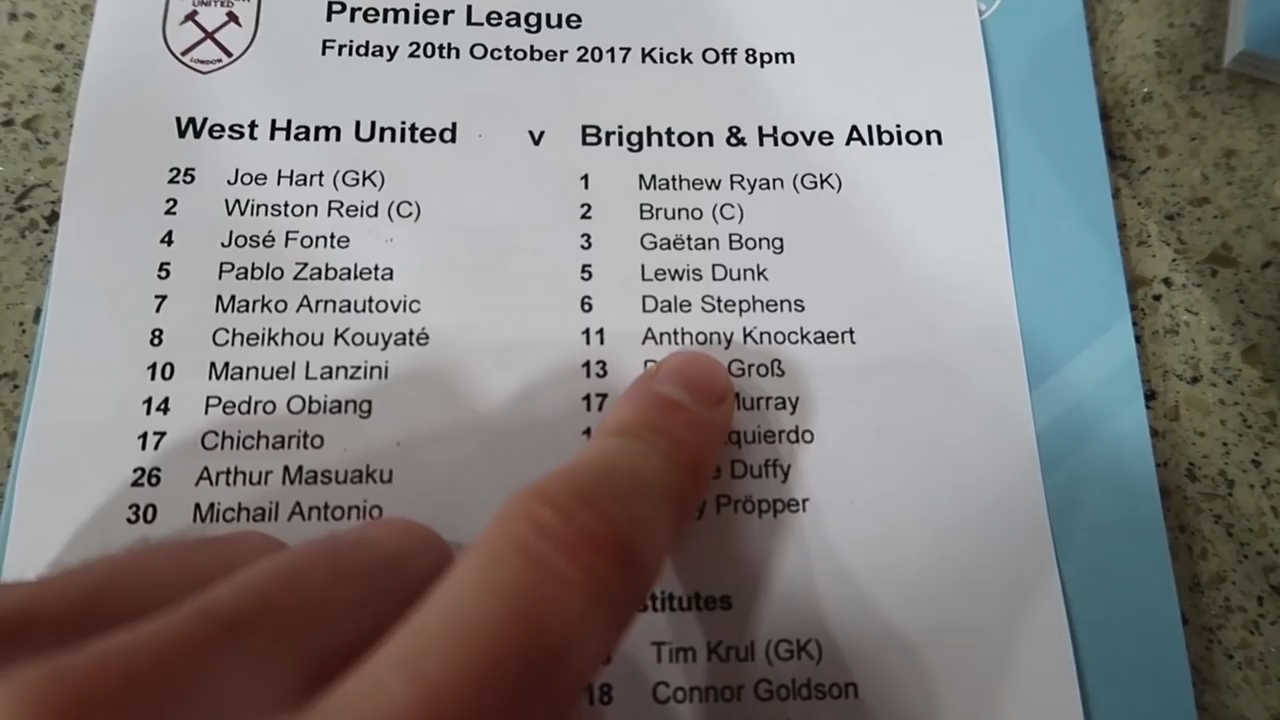 UNITED
LONDON
Premier League
Friday 20th October 2017 Kick Off 8pm
West Ham United v Brighton & Hove Albion
25 Joe Hart (GK) 1 Mathew Ryan (GK)
2 Winston Reid (C) 2 Bruno (C)
4 José Fonte 3 Gaëtan Bong
5 Pablo Zabaleta 5 Lewis Dunk
7 Marko Arnautovic 6 Dale Stephens
8 Cheikhou Kouyaté 11 Anthony Knockaert
10 Manuel Lanzini 13 Groß
14 Pedro Obiang 17
17 Chicharito
26 Arthur Masuaku Duffy
30 Michail Antonio Pröpper
Tim Krul (GK)
18 Connor Goldson